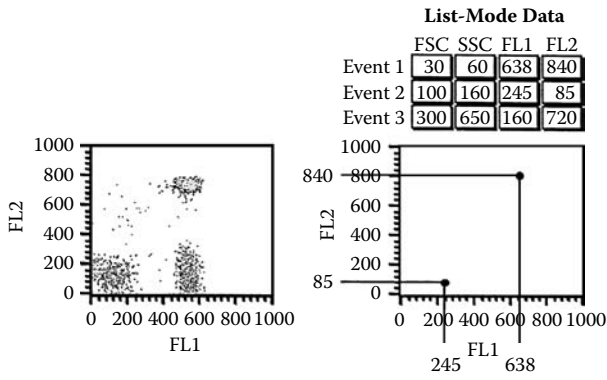 List-Mode Data
FSC SSC FL1 FL2
Event 1 30 60 638 840
Event 2 100 160 245 85
Event 3 300 650 160 720
1000
800
600
400
200
0
FL2
0 200 400 600 800 1000
FL1
1000
840
800
600
400
200
85
0
FL2
0 200 400 600 800 1000
FL1
245 638